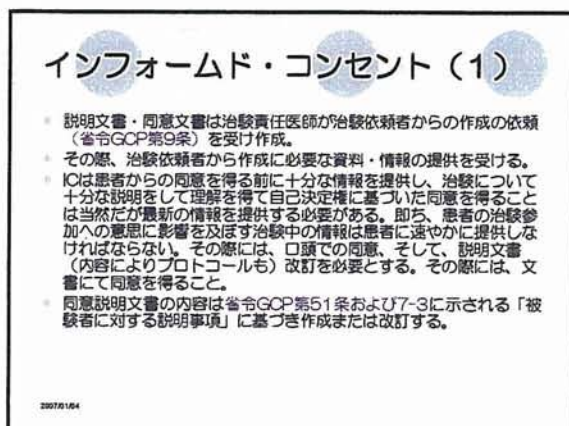 インフォームド・コンセント（1）
説明文書・同意文書は治験責任医師が治験依頼者からの作成の依頼
（省令GCP第9条）を受け作成。
その際、治験依頼者から作成に必要な資料・情報の提供を受ける。
ICは患者からの同意を得る前に十分な情報を提供し、治験について
十分な説明をして理解を得て自己決定権に基づいた同意を得ること
は当然だが最新の情報を提供する必要がある。即ち、患者の治験参
加への意思に影響を及ぼす治験中の情報は患者に速やかに提供しな
ければならない。その際には、口頭での同意、そして、説明文書
（内容によりプロトコールも）改訂を必要とする。その際には、文
書にて同意を得ること。
同意説明文書の内容は省令GCP第51条および7-3に示される「被
験者に対する説明事項」に基づき作成または改訂する。
2007/01/04